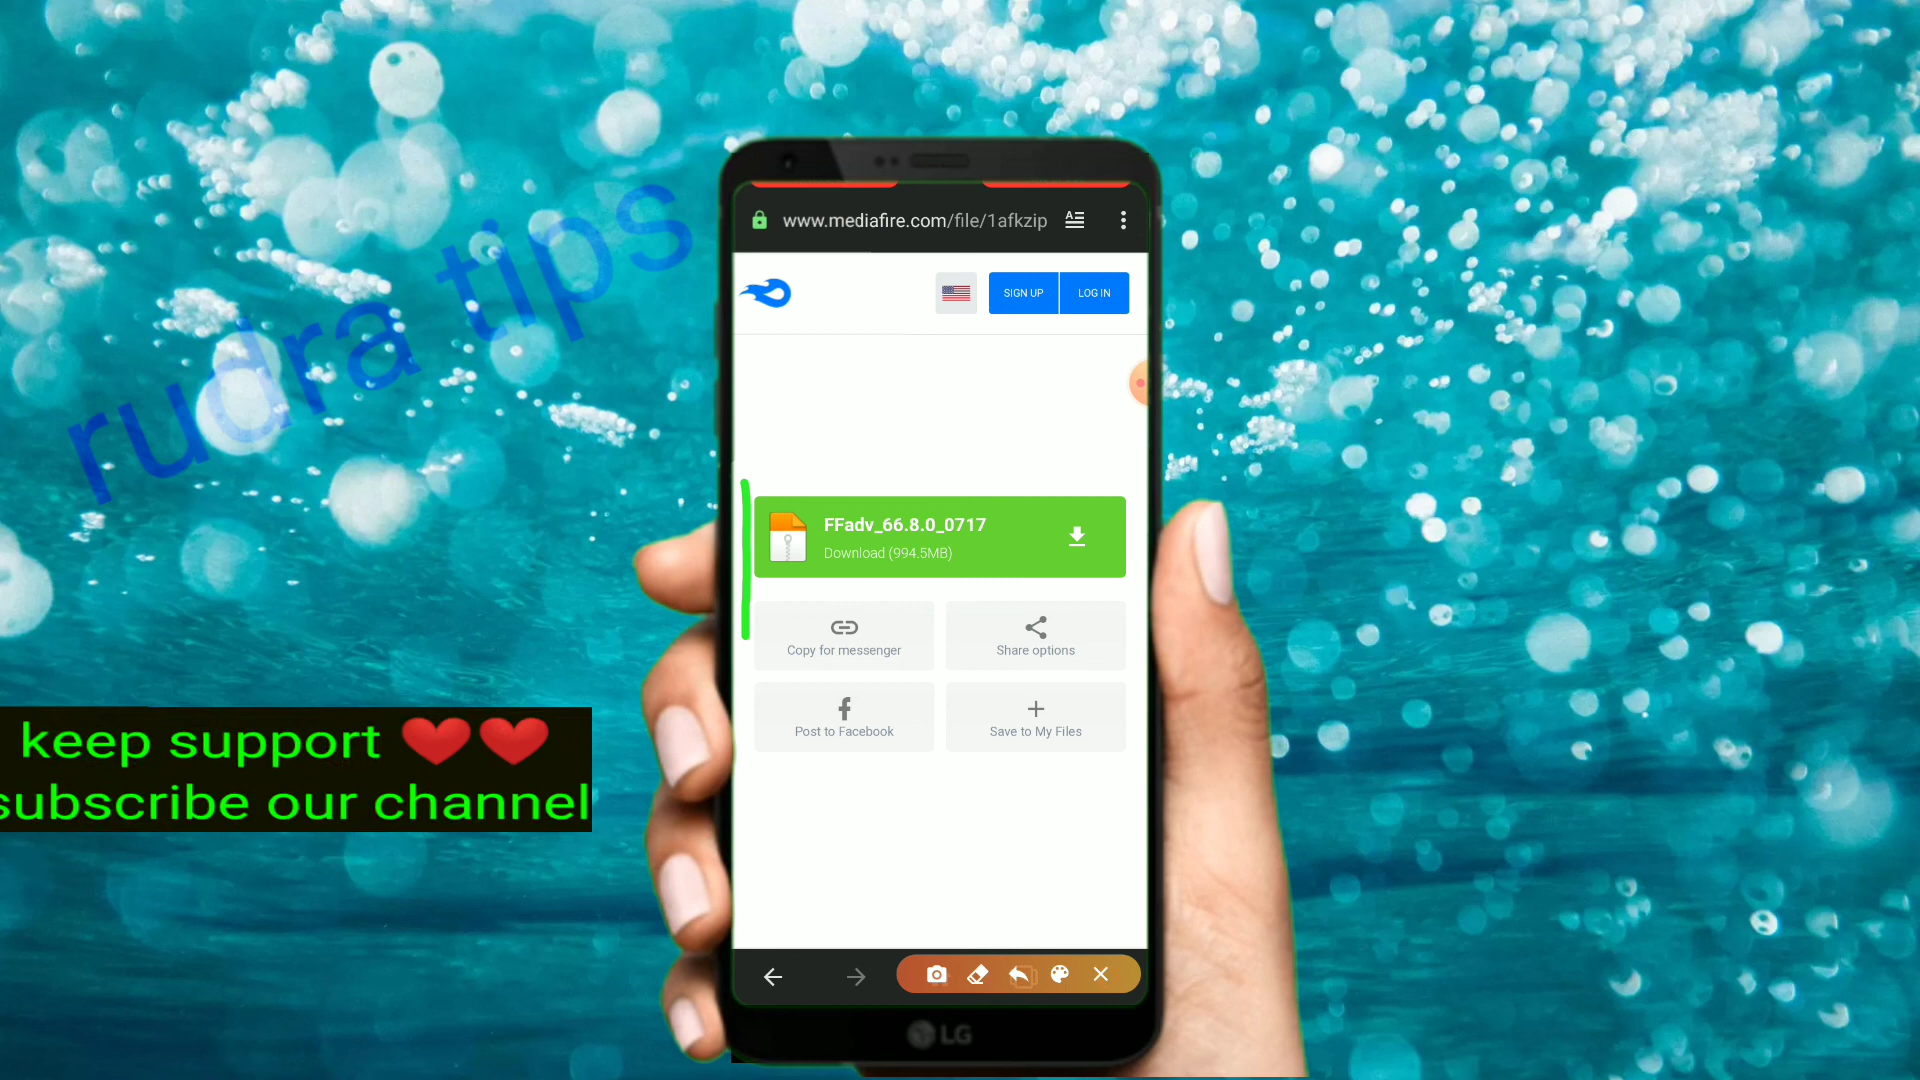 rudra tips
www.mediafire.com/file/1afkzip
SIGN UP
LOG IN
FFadv_66.8.0_0717
Download (994.5MB)
Copy for messenger
Share options
Post to Facebook
Save to My Files
keep support ❤️❤️
subscribe our channel
LG